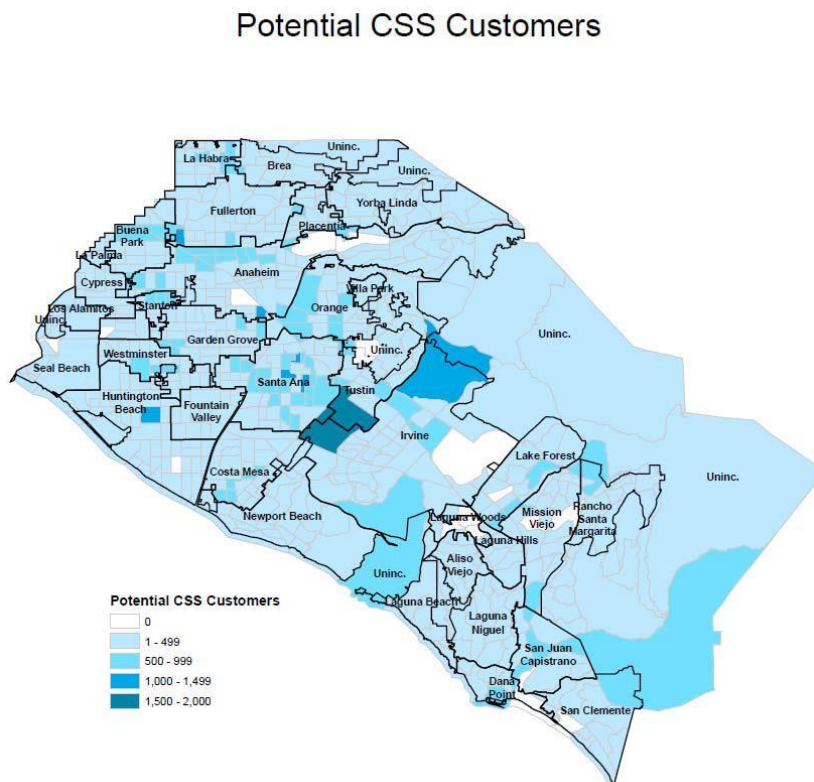 Potential CSS Customers
Uninc.
La Habra
Brea
Uninc.
Yorba Linda
Fullerton
Placentia
Buena
Park
La Palma
Anaheim
Cypress
Villa Park
Orange
Stanton
Los Alamitos
Uninc.
Uninc.
Garden Grove
Uninc.
Westminster
Seal Beach
Santa Ana
Tustin
Huntington
Beach
Fountain
Valley
Irvine
Lake Forest
Costa Mesa
Uninc.
Rancho
Santa
Margarita
Mission
Viejo
Newport Beach
Laguna Woods
Laguna Hills
Aliso
Viejo
Uninc.
Laguna Beach
Laguna
Niguel
San Juan
Capistrano
Dana
Point
San Clemente
Potential CSS Customers
0
1 - 499
500 - 999
1,000 - 1,499
1,500 - 2,000